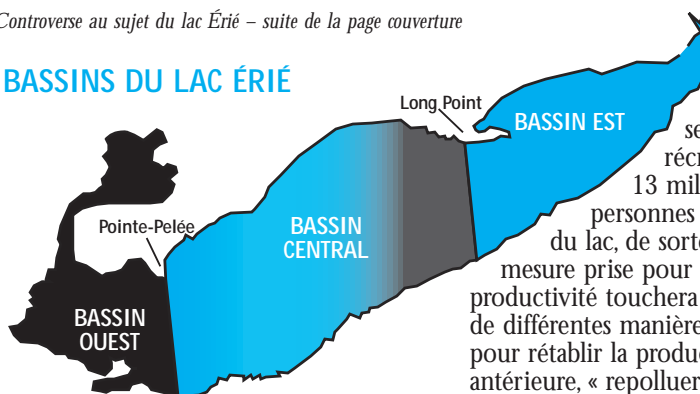 Controverse au sujet du lac Érié – suite de la page couverture
BASSINS DU LAC ÉRIÉ
Long Point
BASSIN EST
Pointe-Pelée
BASSIN
CENTRAL
BASSIN
OUEST
13
personnes
du lac, de sorte
mesure prise pour
productivité touchera
de différentes manière
pour rétablir la produc
antérieure, « repolluer